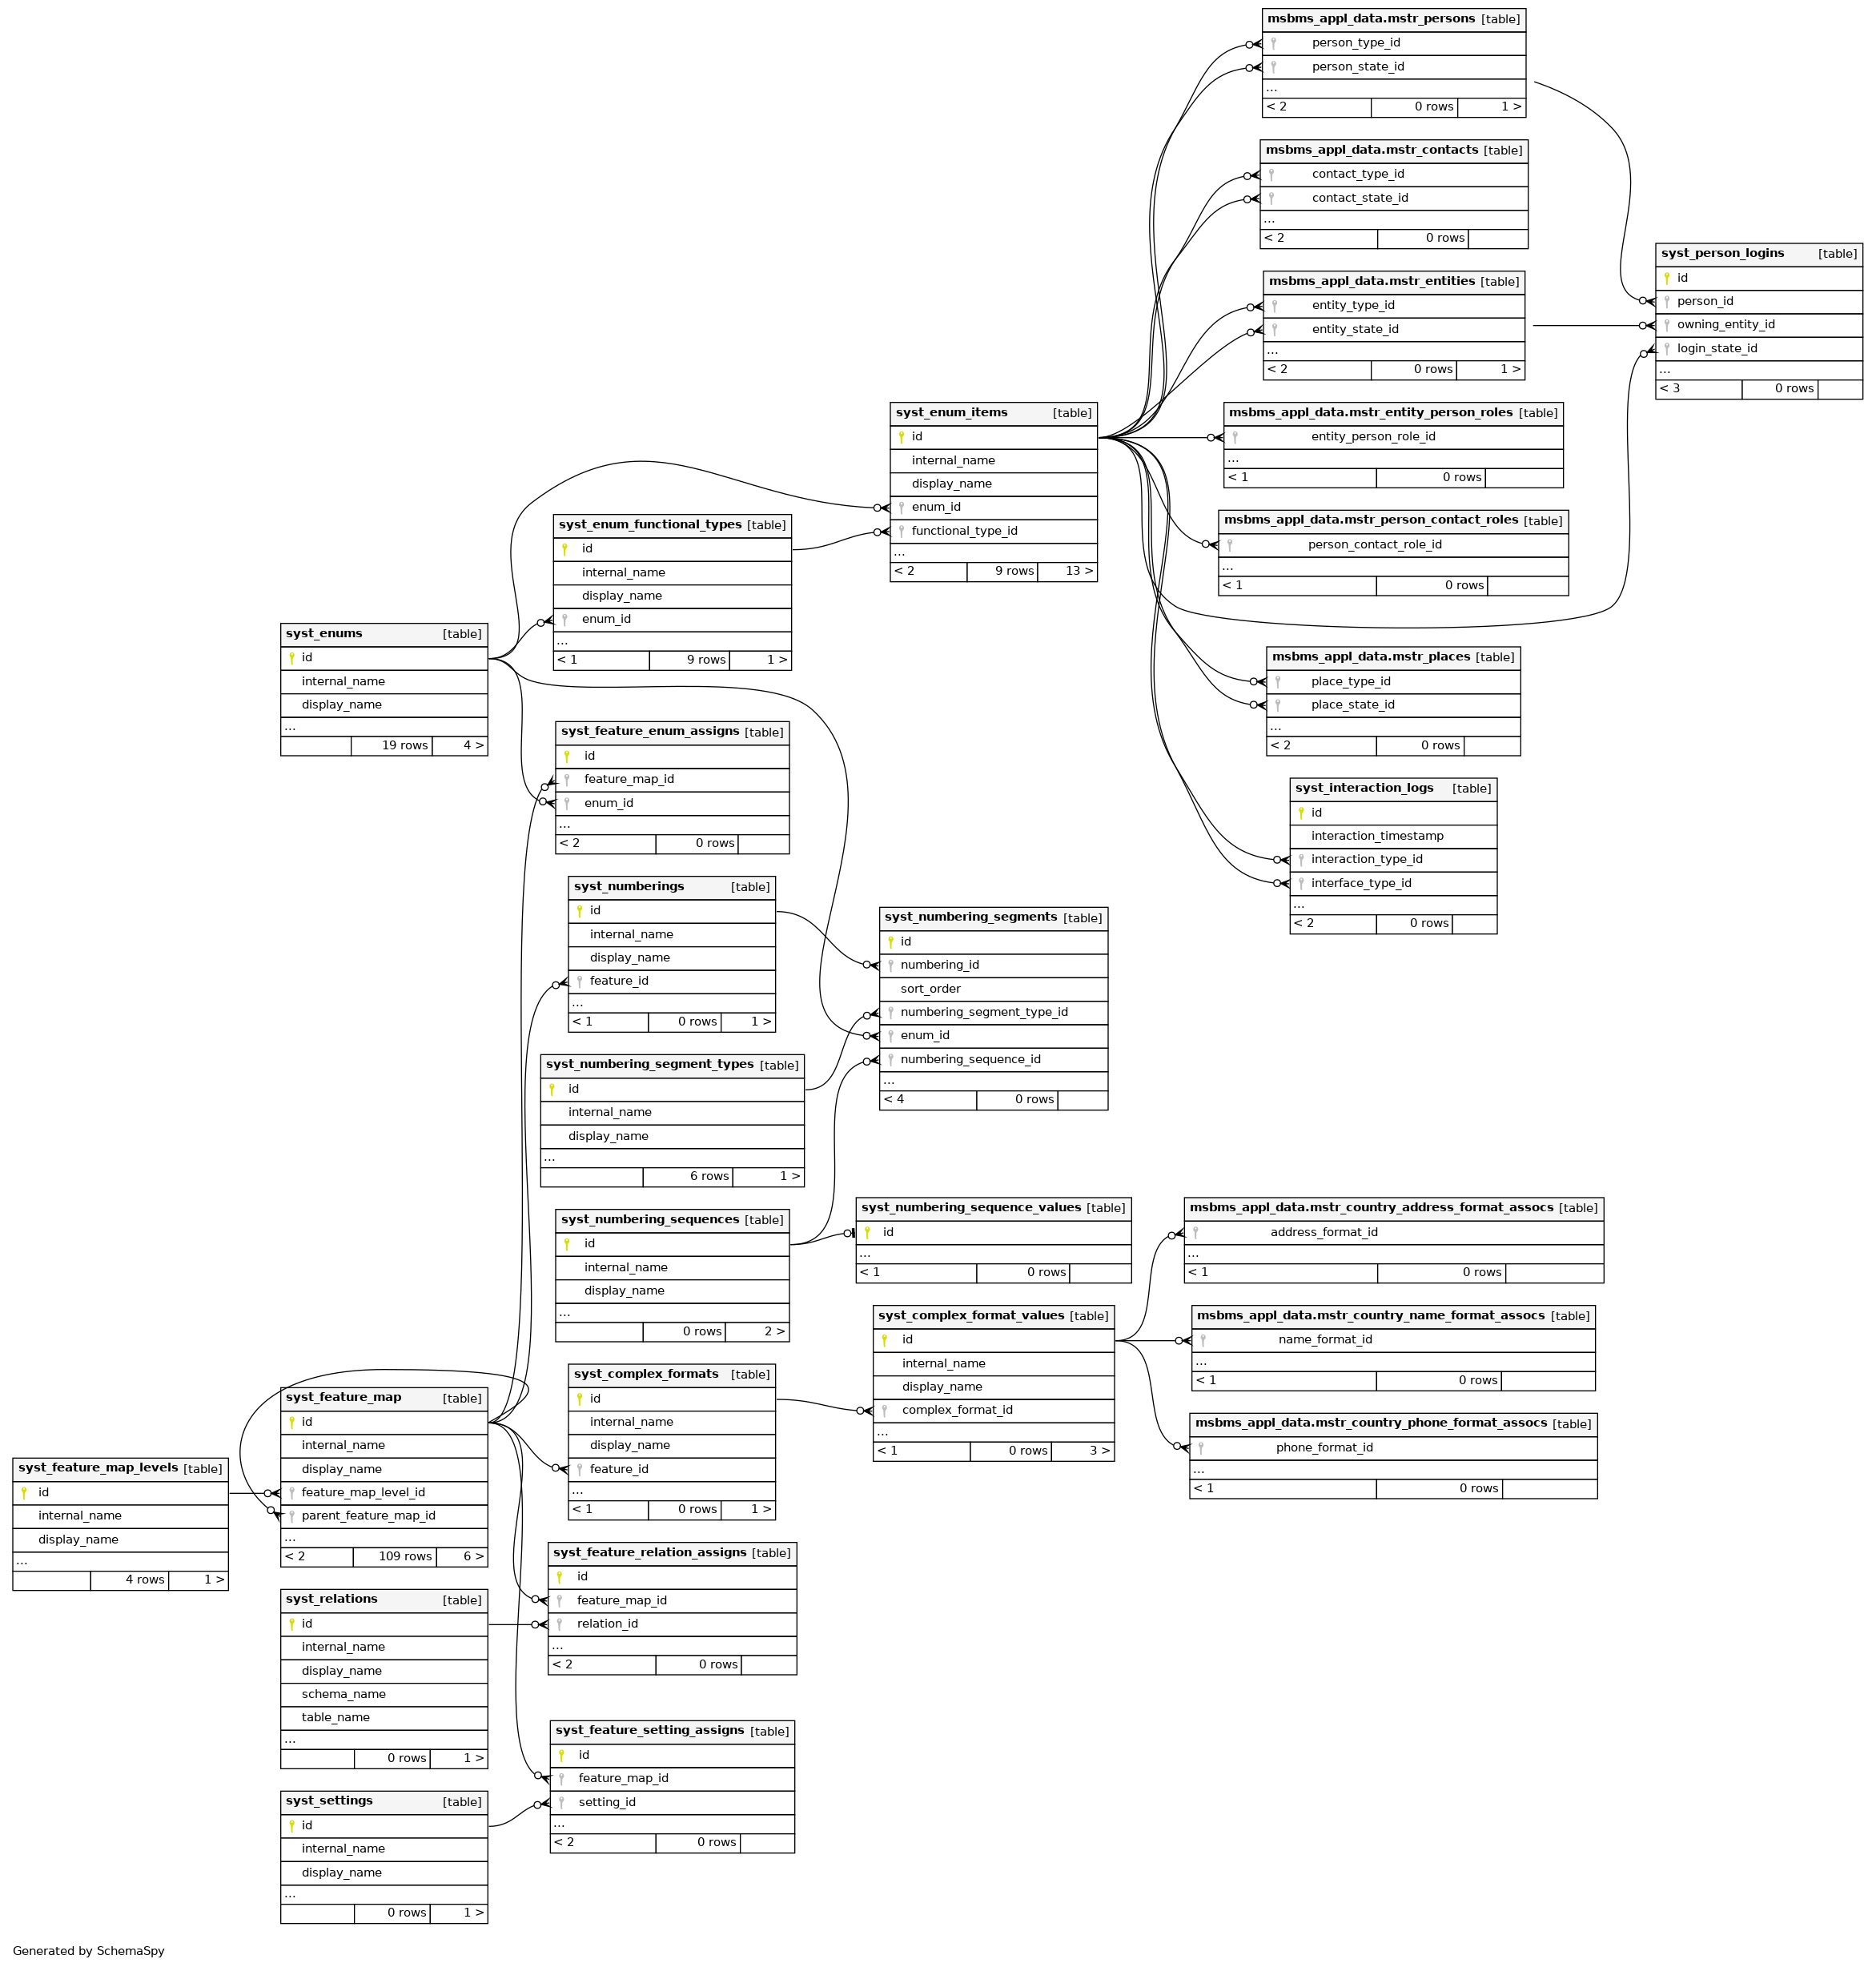 msbms_appl_data.mstr_persons [table]
person_type_id
person_state_id
...
< 2 0 rows 1 >
msbms_appl_data.mstr_contacts [table]
contact_type_id
contact_state_id
...
< 2 0 rows
msbms_appl_data.mstr_entities [table]
entity_type_id
entity_state_id
...
< 2 0 rows 1 >
syst_person_logins [table]
id
person_id
owning_entity_id
login_state_id
...
< 3 0 rows
syst_enum_items [table]
id
internal_name
display_name
enum_id
functional_type_id
...
< 2 9 rows 13 >
msbms_appl_data.mstr_entity_person_roles [table]
entity_person_role_id
...
< 1 0 rows
msbms_appl_data.mstr_person_contact_roles [table]
person_contact_role_id
...
< 1 0 rows
syst_enum_functional_types [table]
id
internal_name
display_name
enum_id
...
< 1 9 rows 1 >
syst_enums [table]
id
internal_name
display_name
...
19 rows 4 >
msbms_appl_data.mstr_places [table]
place_type_id
place_state_id
...
< 2 0 rows
syst_feature_enum_assigns [table]
id
feature_map_id
enum_id
...
< 2 0 rows
syst_interaction_logs [table]
id
interaction_timestamp
interaction_type_id
interface_type_id
...
< 2 0 rows
syst_numberings [table]
id
internal_name
display_name
feature_id
...
< 1 0 rows 1 >
syst_numbering_segments [table]
id
numbering_id
sort_order
numbering_segment_type_id
enum_id
numbering_sequence_id
...
< 4 0 rows
syst_numbering_segment_types [table]
id
internal_name
display_name
...
6 rows 1 >
syst_numbering_sequences [table]
id
internal_name
display_name
...
0 rows 2 >
syst_numbering_sequence_values [table]
id
...
< 1 0 rows
msbms_appl_data.mstr_country_address_format_assocs [table]
address_format_id
...
< 1 0 rows
syst_complex_format_values [table]
id
internal_name
display_name
complex_format_id
...
< 1 0 rows 3 >
msbms_appl_data.mstr_country_name_format_assocs [table]
name_format_id
...
< 1 0 rows
msbms_appl_data.mstr_country_phone_format_assocs [table]
phone_format_id
...
< 1 0 rows
syst_complex_formats [table]
id
internal_name
display_name
feature_id
...
< 1 0 rows 1 >
syst_feature_map [table]
id
internal_name
display_name
feature_map_level_id
parent_feature_map_id
...
< 2 109 rows 6 >
syst_feature_map_levels [table]
id
internal_name
display_name
...
4 rows 1 >
syst_feature_relation_assigns [table]
id
feature_map_id
relation_id
...
< 2 0 rows
syst_relations [table]
id
internal_name
display_name
schema_name
table_name
...
0 rows 1 >
syst_feature_setting_assigns [table]
id
feature_map_id
setting_id
...
< 2 0 rows
syst_settings [table]
id
internal_name
display_name
...
0 rows 1 >
Generated by SchemaSpy